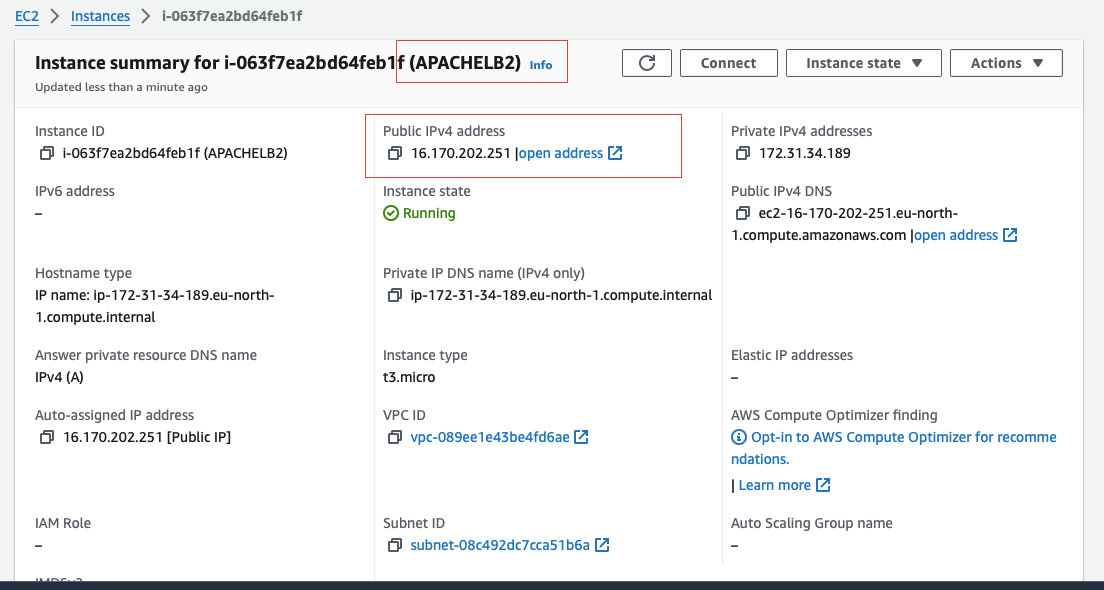 EC2 > Instances > i-063f7ea2bd64feb1f
Instance summary for i-063f7ea2bd64feb1f (APACHELB2) Info
Updated less than a minute ago
Connect
Instance state
Actions
Instance ID
i-063f7ea2bd64feb1f (APACHELB2)
Public IPv4 address
16.170.202.251 |open address
Private IPv4 addresses
172.31.34.189
IPv6 address
–
Instance state
Running
Public IPv4 DNS
ec2-16-170-202-251.eu-north-
1.compute.amazonaws.com |open address
Hostname type
IP name: ip-172-31-34-189.eu-north-
1.compute.internal
Private IP DNS name (IPv4 only)
ip-172-31-34-189.eu-north-1.compute.internal
Answer private resource DNS name
IPv4 (A)
Instance type
t3.micro
Elastic IP addresses
–
Auto-assigned IP address
16.170.202.251 [Public IP]
VPC ID
vpc-089ee1e43be4fd6ae
AWS Compute Optimizer finding
Opt-in to AWS Compute Optimizer for recomme
ndations.
| Learn more
IAM Role
–
Subnet ID
subnet-08c492dc7cca51b6a
Auto Scaling Group name
–
IMDSv2